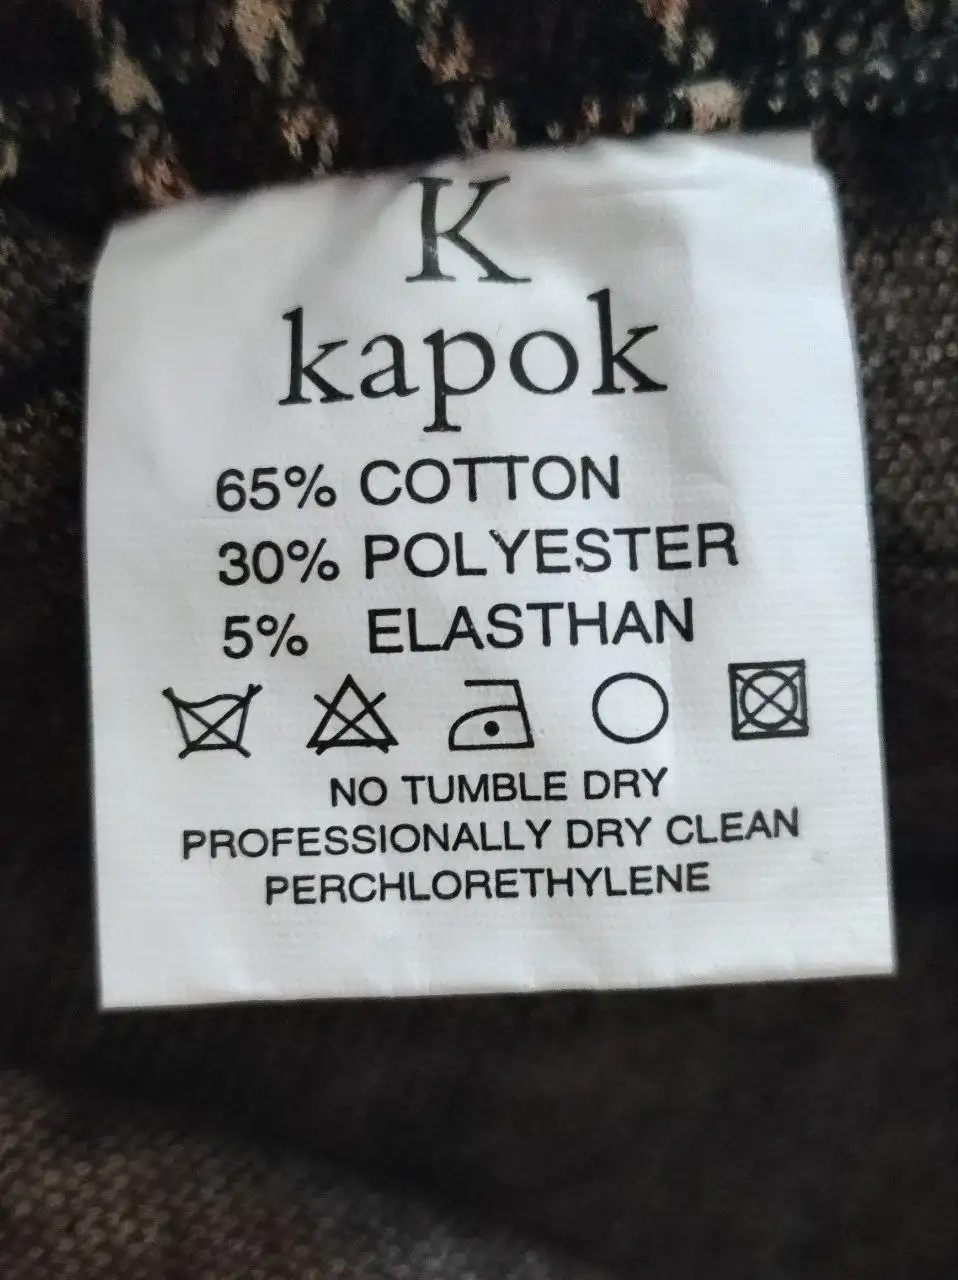 K
kapok
65% COTTON
30% POLYESTER
5% ELASTHAN
NO TUMBLE DRY
PROFESSIONALLY DRY CLEAN
PERCHLORETHYLENE